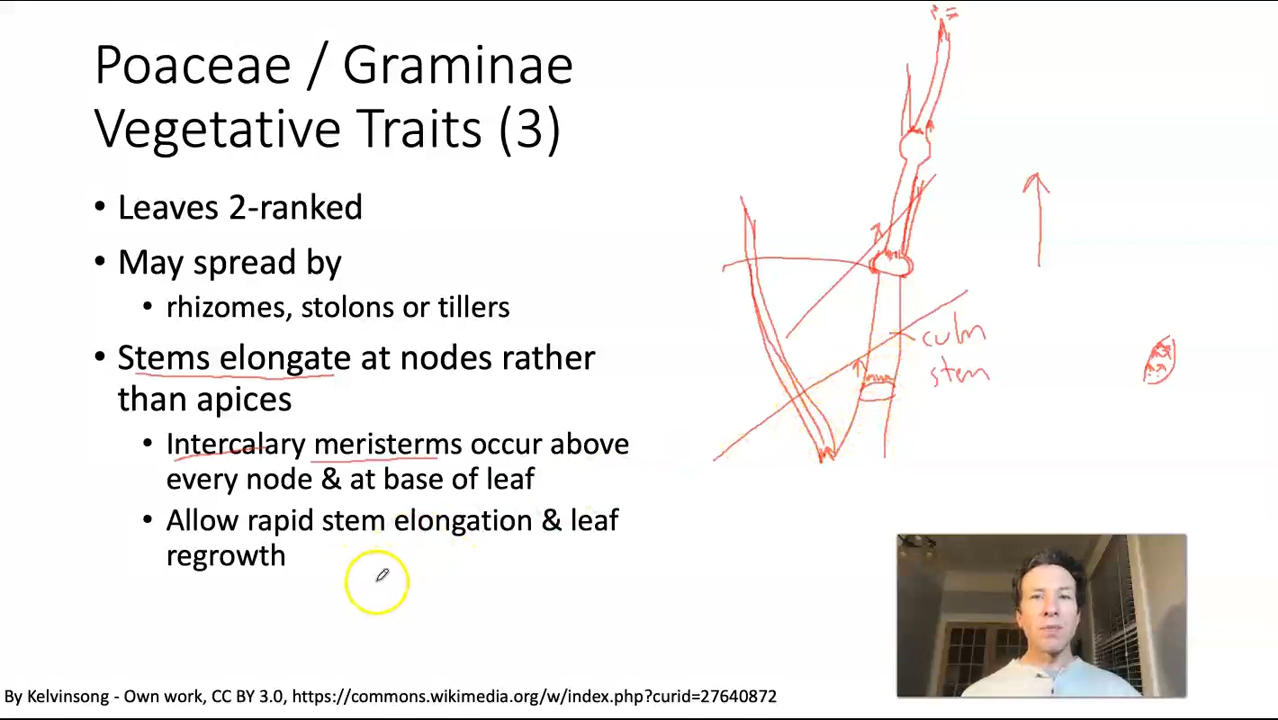 Poaceae / Graminae
Vegetative Traits (3)
• Leaves 2-ranked
• May spread by
• rhizomes, stolons or tillers
• Stems elongate at nodes rather
than apices
• Intercalary meristerms occur above
every node & at base of leaf
• Allow rapid stem elongation & leaf
regrowth
culm
stem
By Kelvinsong - Own work, CC BY 3.0, https://commons.wikimedia.org/w/index.php?curid=27640872